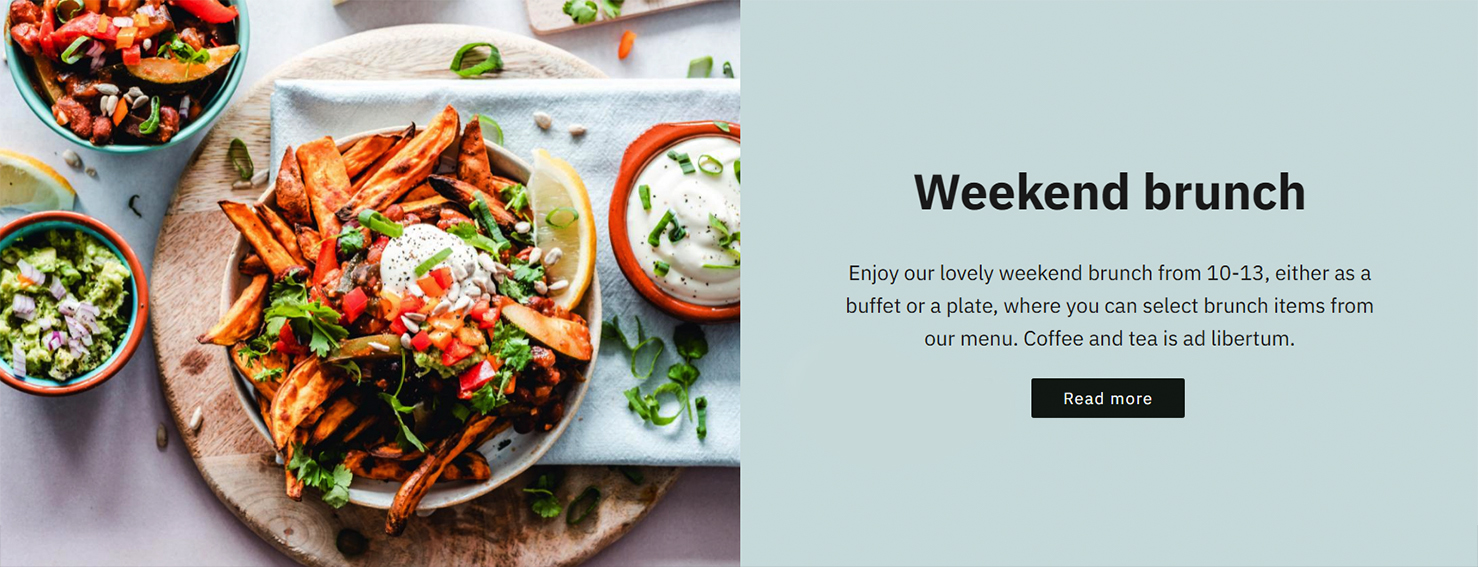 Weekend brunch
Enjoy our lovely weekend brunch from 10-13, either as a
buffet or a plate, where you can select brunch items from
our menu. Coffee and tea is ad libertum.
Read more